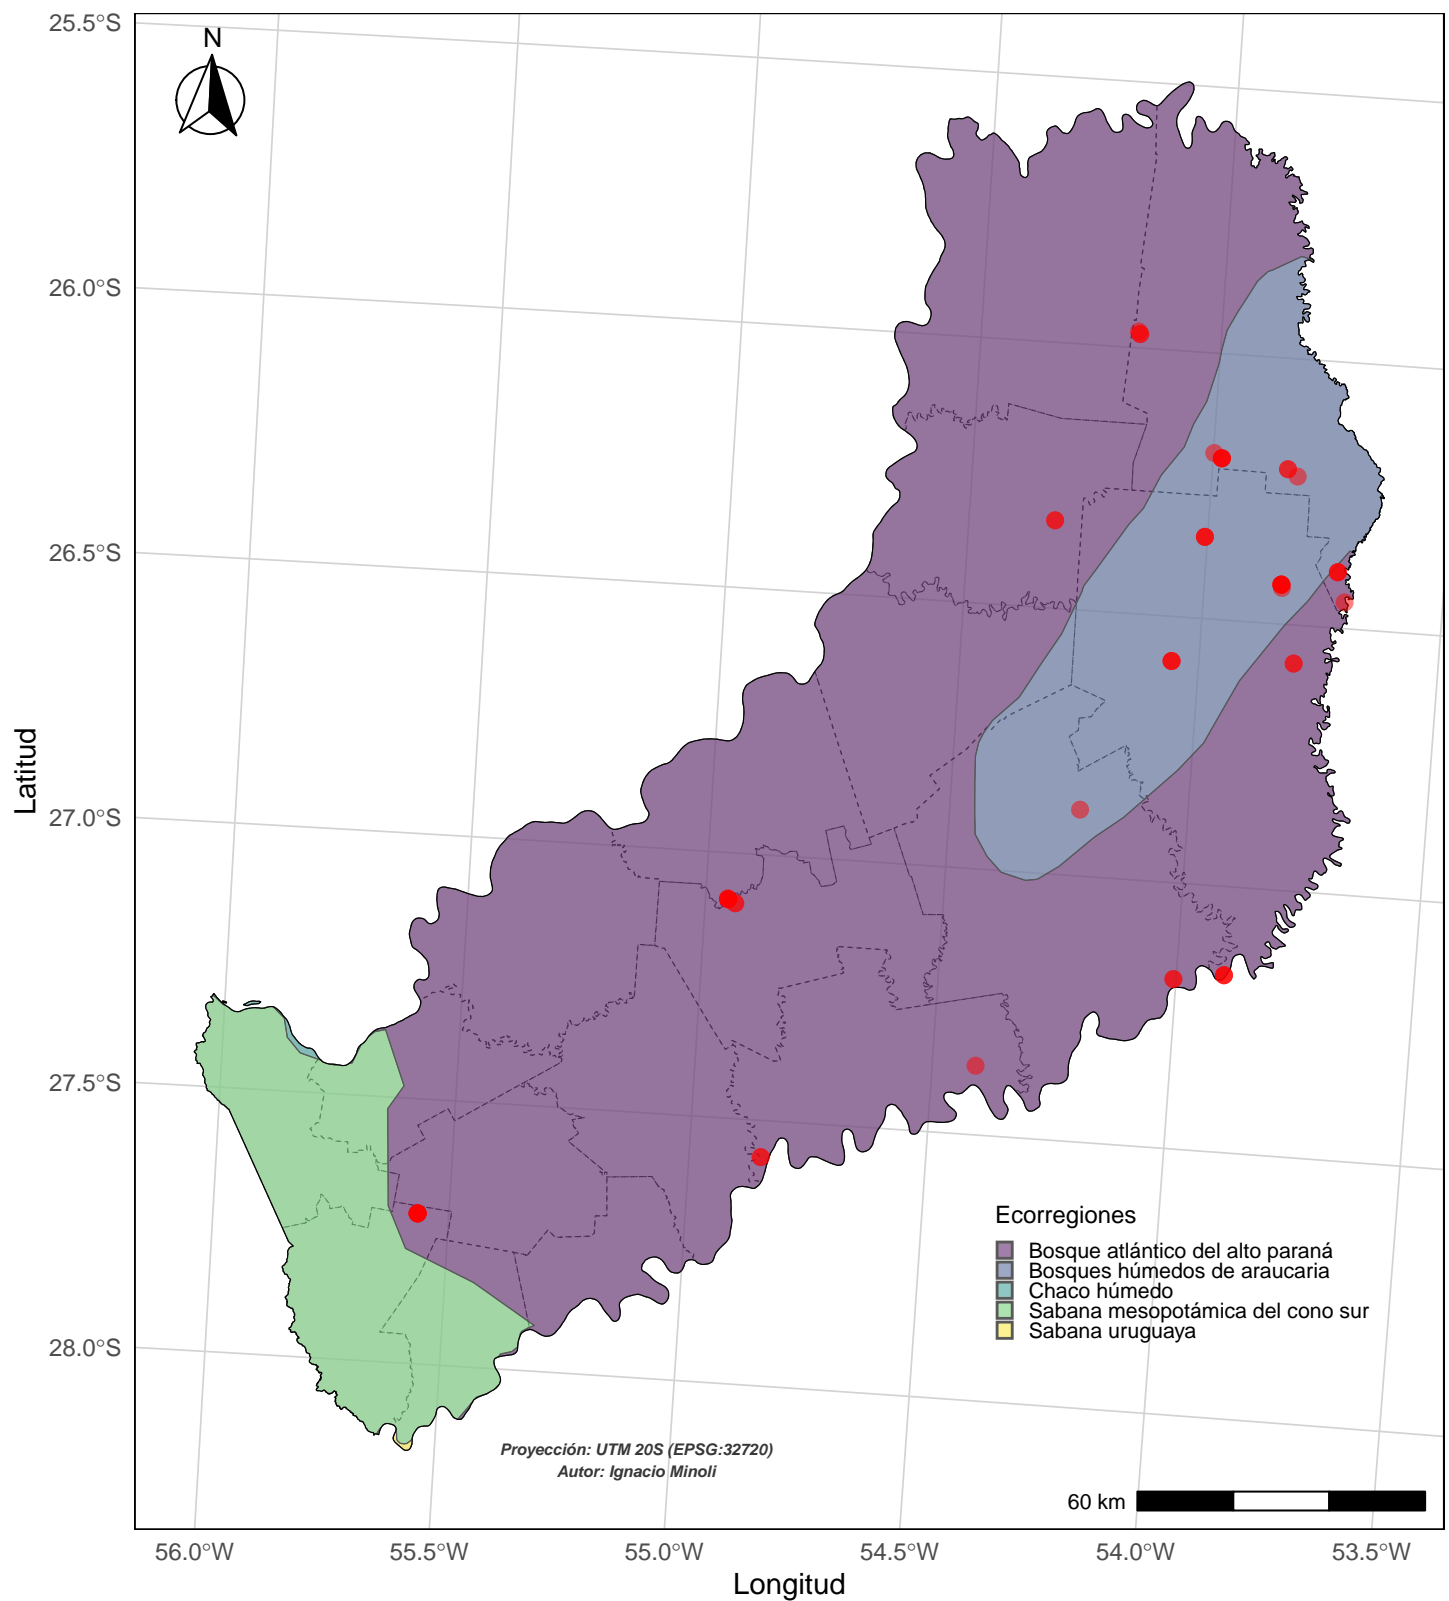 N
25.5°S
26.0°S
26.5°S
27.0°S
27.5°S
28.0°S
Latitud
Ecorregiones
Bosque atlántico del alto paraná
Bosques húmedos de araucaria
Chaco húmedo
Sabana mesopotámica del cono sur
Sabana uruguaya
Proyección: UTM 20S (EPSG:32720)
Autor: Ignacio Minoli
60 km
56.0°W 55.5°W 55.0°W 54.5°W 54.0°W 53.5°W
Longitud